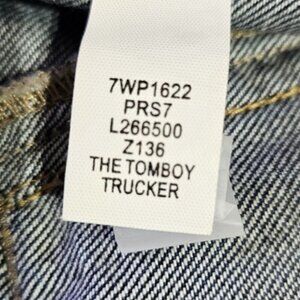 7WP1622
PRS7
L266500
Z136
THE TOMBOY
TRUCKER